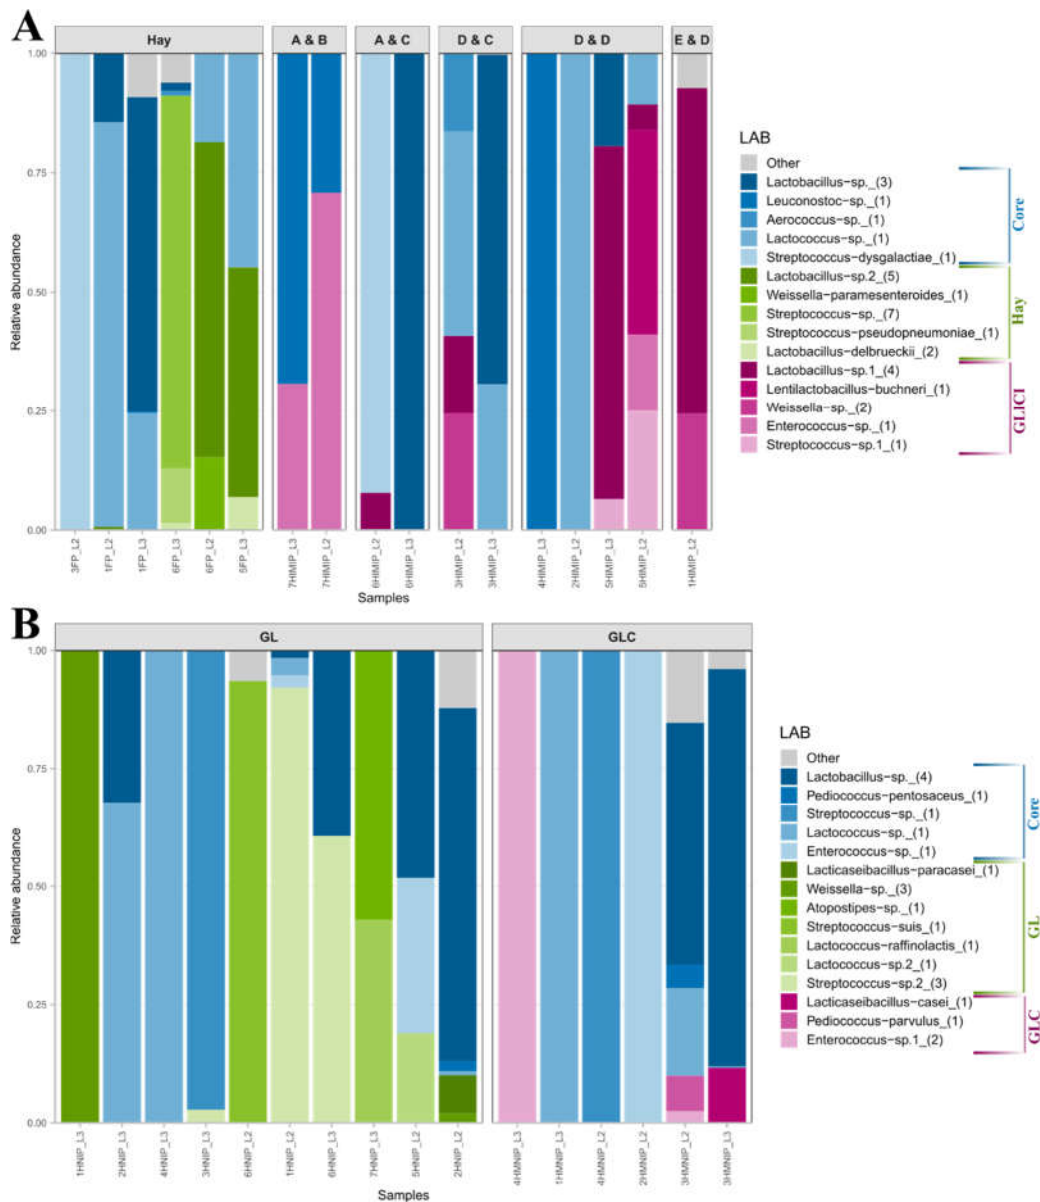 A
Hay
A & B
A & C
D & C
D & D
E & D
Relative abundance
1.00
0.75
0.50
0.25
0.00
3FP_L2
1FP_L2
1FP_L3
6FP_L3
6FP_L2
5FP_L3
7HIMIP_L3
7HIMIP_L2
6HIMIP_L2
6HIMIP_L3
3HIMIP_L2
3HIMIP_L3
4HIMIP_L3
2HIMIP_L2
5HIMIP_L3
5HIMIP_L2
1HIMIP_L2
Samples
LAB
Other
Lactobacillus-sp._(3)
Leuconostoc-sp._(1)
Aerococcus-sp._(1)
Lactococcus-sp._(1)
Streptococcus-dysgalactiae_(1)
Lactobacillus-sp.2_(5)
Weissella-paramesenteroides_(1)
Streptococcus-sp._(7)
Streptococcus-pseudopneumoniae_(1)
Lactobacillus-delbrueckii_(2)
Lactobacillus-sp.1_(4)
Lentilactobacillus-buchneri_(1)
Weissella-sp._(2)
Enterococcus-sp._(1)
Streptococcus-sp.1_(1)
Core
Hay
GLICI
B
GL
GLC
Relative abundance
1.00
0.75
0.50
0.25
0.00
1HNIP_L3
2HNIP_L3
4HNIP_L3
3HNIP_L3
6HNIP_L2
1HNIP_L2
6HNIP_L3
7HNIP_L3
5HNIP_L2
2HNIP_L2
4HMNIP_L3
1HMNIP_L3
4HMNIP_L2
2HMNIP_L2
3HMNIP_L2
3HMNIP_L3
Samples
LAB
Other
Lactobacillus-sp._(4)
Pediococcus-pentosaceus_(1)
Streptococcus-sp._(1)
Lactococcus-sp._(1)
Enterococcus-sp._(1)
Lacticaseibacillus-paracasei_(1)
Weissella-sp._(3)
Atopostipes-sp._(1)
Streptococcus-suis_(1)
Lactococcus-raffinolactis_(1)
Lactococcus-sp.2_(1)
Streptococcus-sp.2_(3)
Lacticaseibacillus-casei_(1)
Pediococcus-parvulus_(1)
Enterococcus-sp.1_(2)
Core
GL
GLC